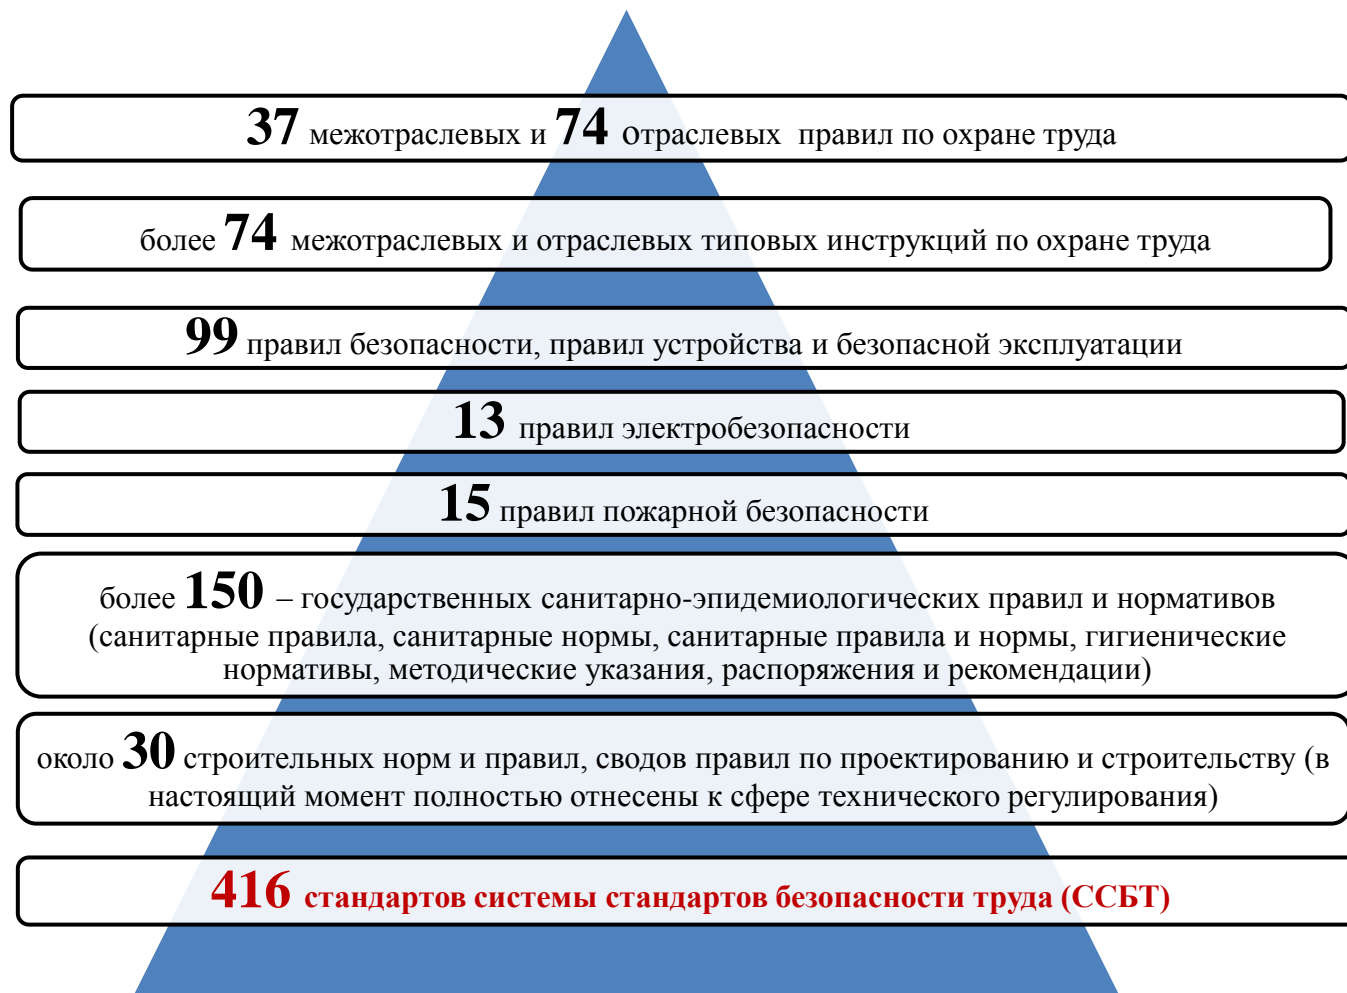 37 межотраслевых и 74 отраслевых правил по охране труда
более 74 межотраслевых и отраслевых типовых инструкций по охране труда
99 правил безопасности, правил устройства и безопасной эксплуатации
13 правил электробезопасности
15 правил пожарной безопасности
более 150 – государственных санитарно-эпидемиологических правил и нормативов
(санитарные правила, санитарные нормы, санитарные правила и нормы, гигиенические
нормативы, методические указания, распоряжения и рекомендации)
около 30 строительных норм и правил, сводов правил по проектированию и строительству (в
настоящий момент полностью отнесены к сфере технического регулирования)
416 стандартов системы стандартов безопасности труда (ССБТ)